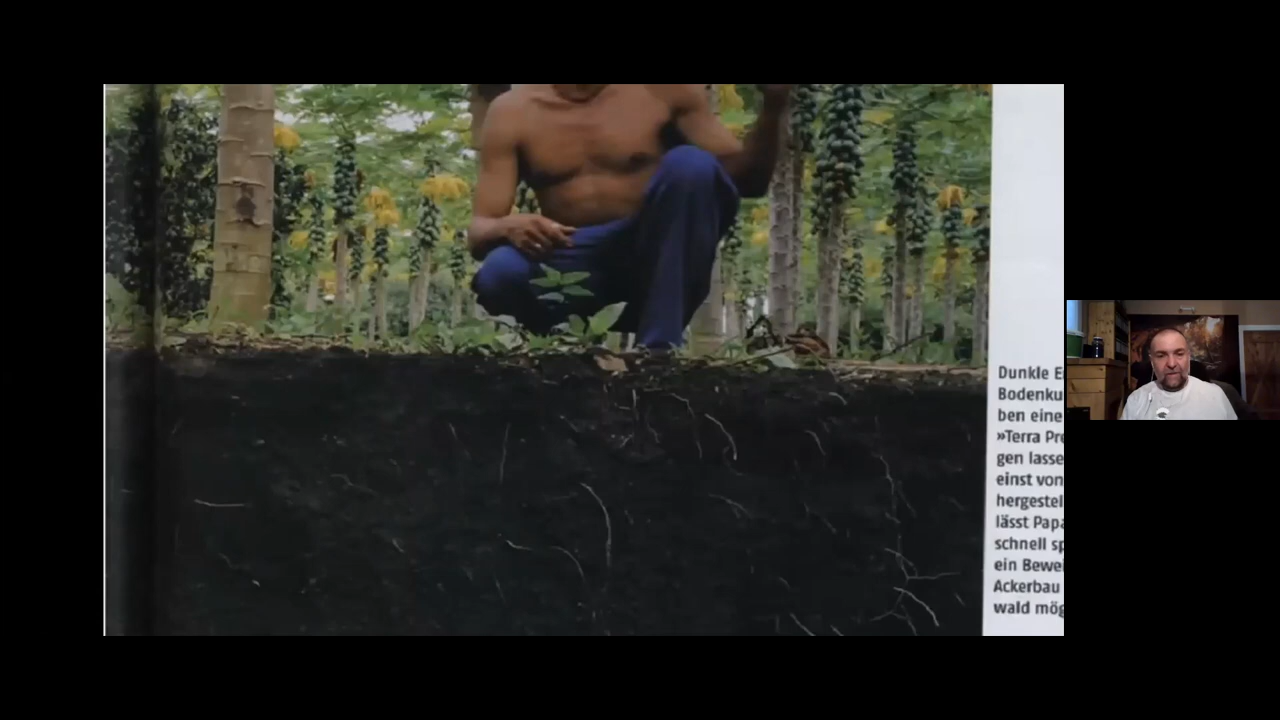 Dunkle E
Bodenku
ben eine
»Terra Pre
gen lasse
einst von
hergestel
lässt Papa
schnell sp
ein Bewei
Ackerbau
wald mög